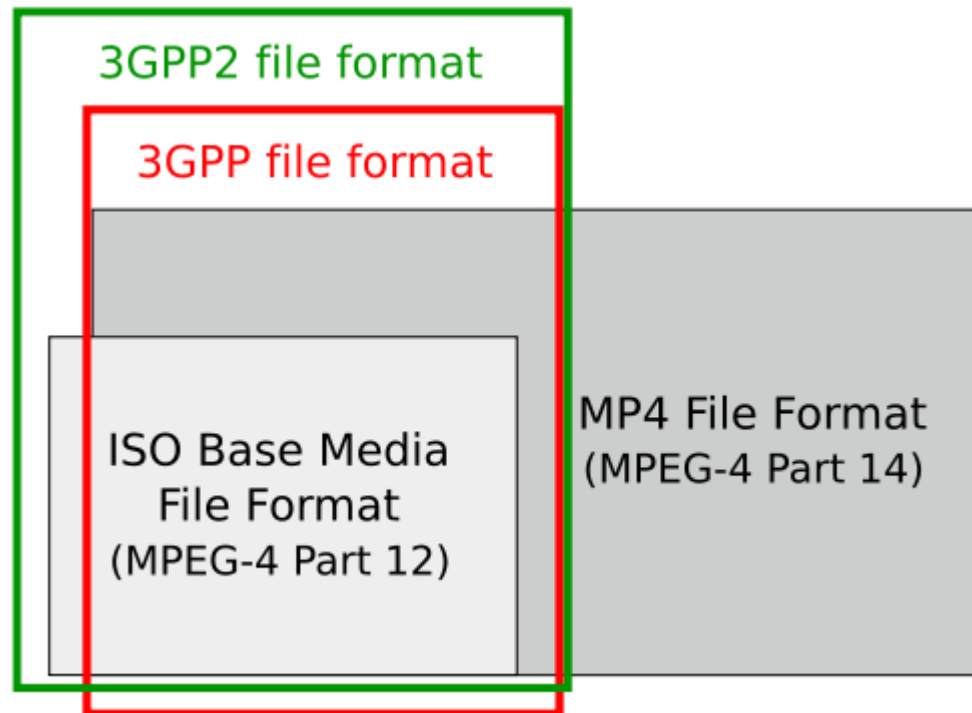 3GPP2 file format
3GPP file format
ISO Base Media
File Format
(MPEG-4 Part 12)
MP4 File Format
(MPEG-4 Part 14)